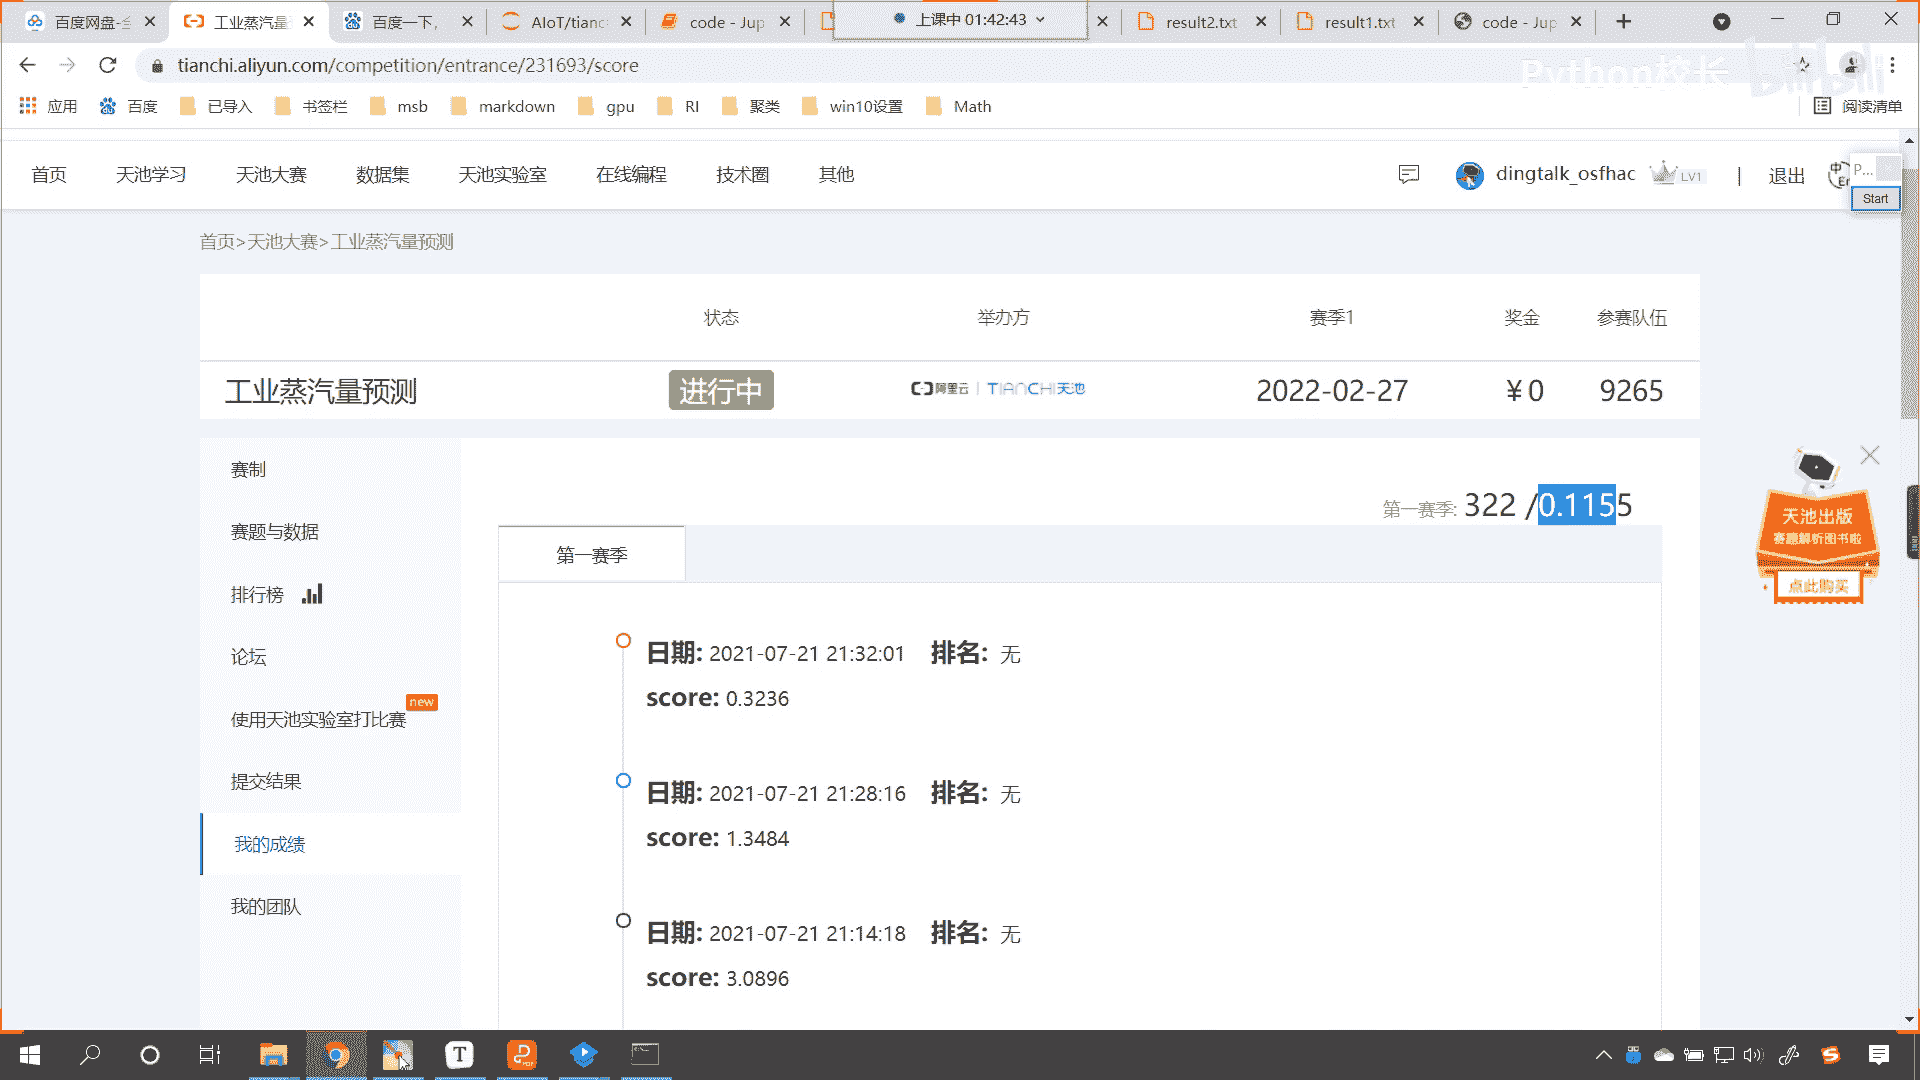 百度网盘-全
工业蒸汽量
百度一下,
AIoT/tianc
code - Jup
上课中 01:42:43
result2.txt
result1.txt
code - Jup
tianchi.aliyun.com/competition/entrance/231693/score
Python校长
bilibili
应用
百度
已导入
书签栏
msb
markdown
gpu
RI
聚类
win10设置
Math
阅读清单
首页
天池学习
天池大赛
数据集
天池实验室
在线编程
技术圈
其他
dingtalk_osfhac
LV1
|
退出
中
En
P...
Start
首页>天池大赛>工业蒸汽量预测
状态
举办方
赛季1
奖金
参赛队伍
工业蒸汽量预测
进行中
阿里云 | TIANCHI天池
2022-02-27
¥0
9265
赛制
赛题与数据
排行榜
论坛
new
使用天池实验室打比赛
提交结果
我的成绩
我的团队
第一赛季: 322 /0.1155
第一赛季
日期: 2021-07-21 21:32:01 排名: 无
score: 0.3236
日期: 2021-07-21 21:28:16 排名: 无
score: 1.3484
日期: 2021-07-21 21:14:18 排名: 无
score: 3.0896
天池出版
赛题解析图书啦
点此购买
T